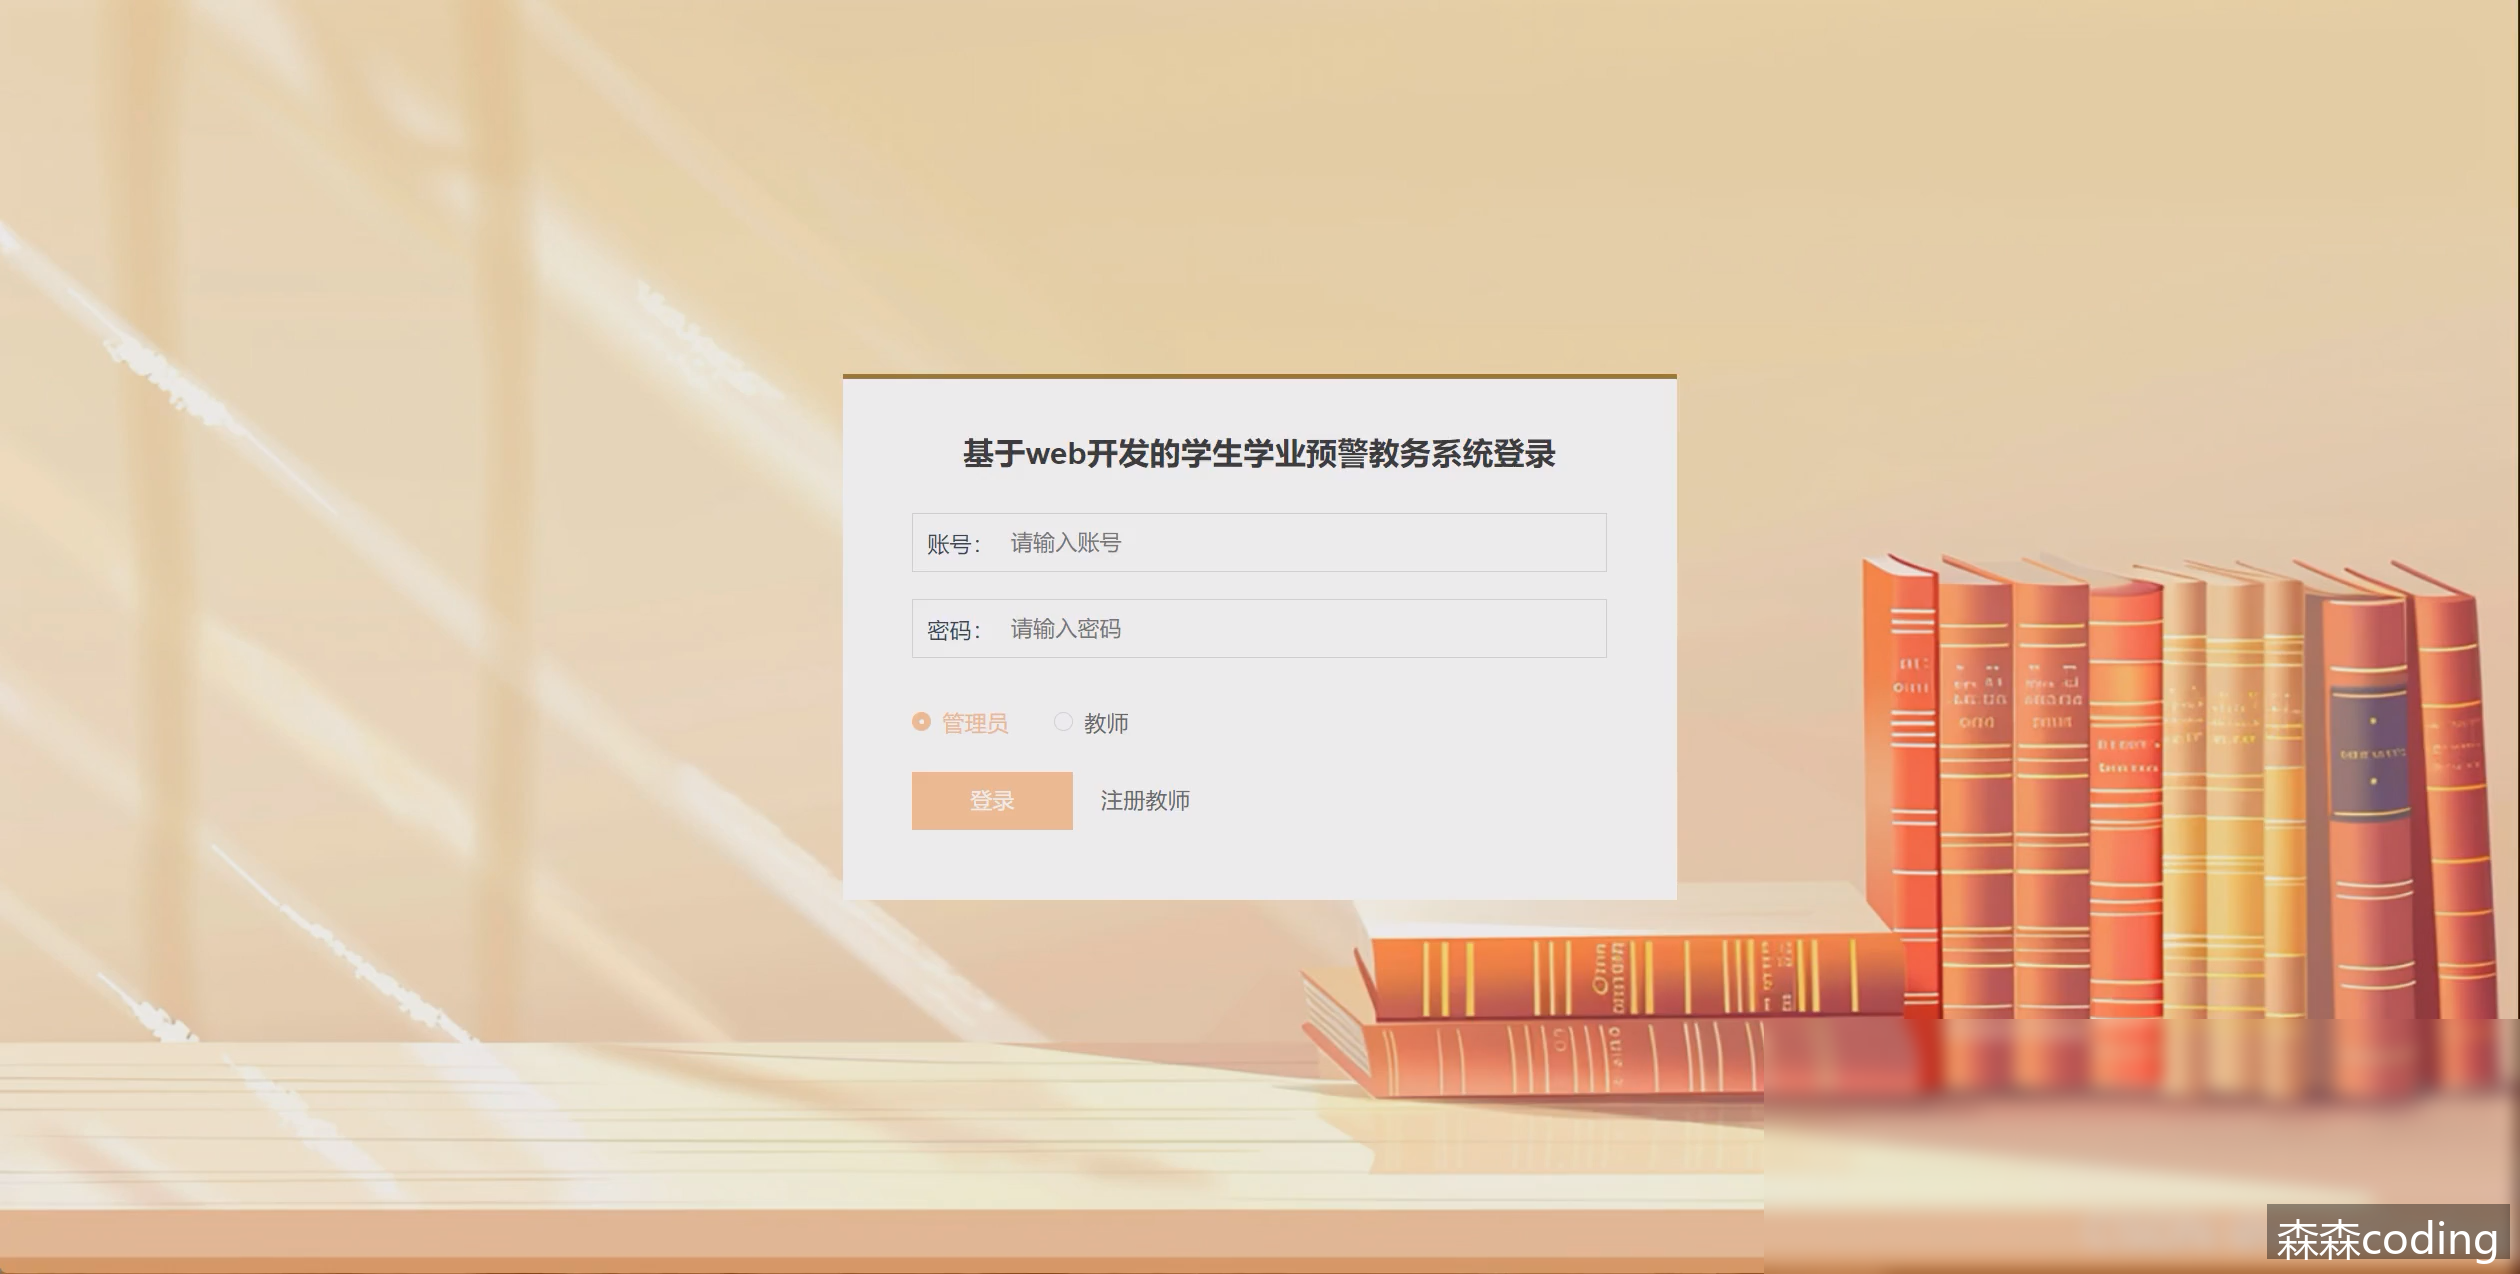 基于web开发的学生学业预警教务系统登录
账号： 请输入账号
密码： 请输入密码
管理员 教师
登录 注册教师
森森coding